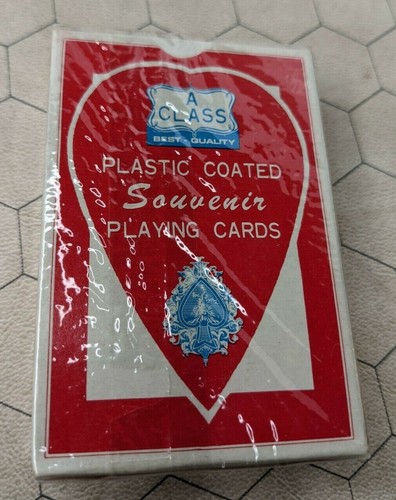 A
CLASS
BEST - QUALITY
PLASTIC COATED
Souvenir
PLAYING CARDS